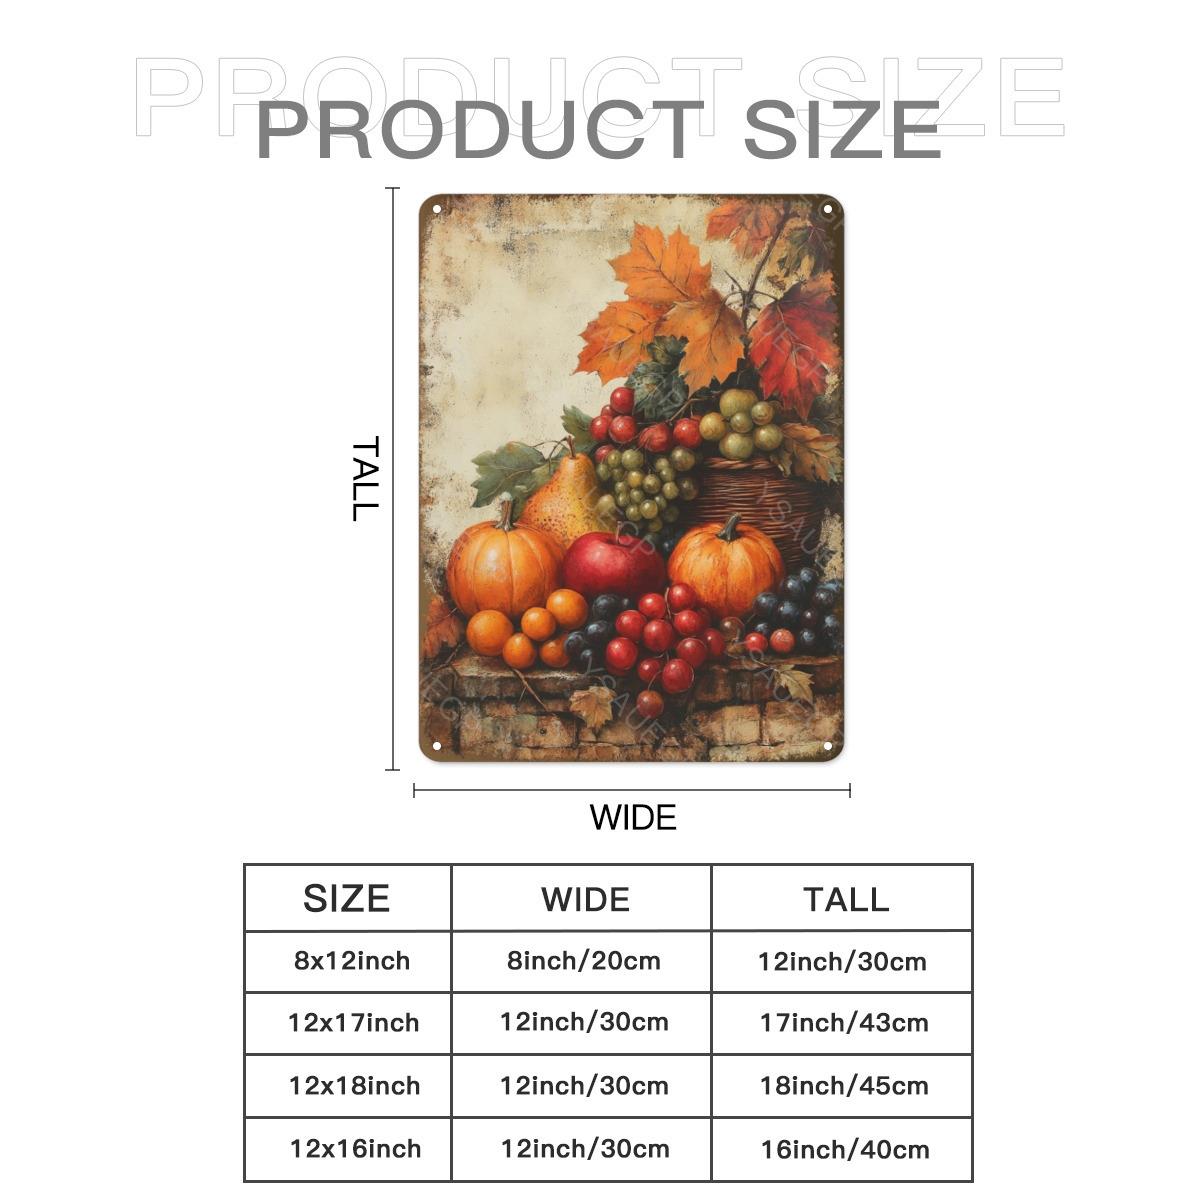 PRODUCT SIZE
PRODUCT SIZE
TALL
WIDE
SIZE WIDE TALL
8x12inch 8inch/20cm 12inch/30cm
12x17inch 12inch/30cm 17inch/43cm
12x18inch 12inch/30cm 18inch/45cm
12x16inch 12inch/30cm 16inch/40cm